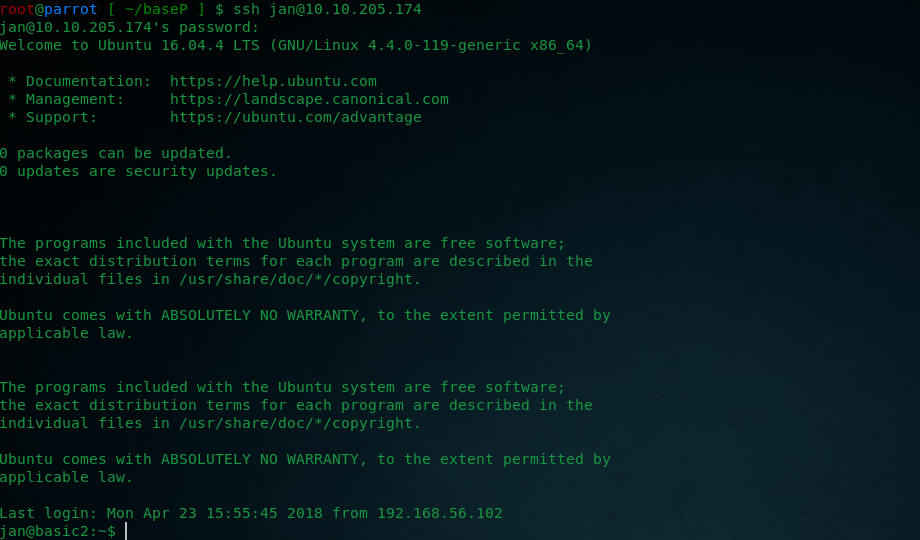 root@parrot [ ~/baseP ] $ ssh jan@10.10.205.174
jan@10.10.205.174's password:
Welcome to Ubuntu 16.04.4 LTS (GNU/Linux 4.4.0-119-generic x86_64)
 * Documentation:  https://help.ubuntu.com
 * Management:     https://landscape.canonical.com
 * Support:        https://ubuntu.com/advantage
0 packages can be updated.
0 updates are security updates.
The programs included with the Ubuntu system are free software;
the exact distribution terms for each program are described in the
individual files in /usr/share/doc/*/copyright.
Ubuntu comes with ABSOLUTELY NO WARRANTY, to the extent permitted by
applicable law.
The programs included with the Ubuntu system are free software;
the exact distribution terms for each program are described in the
individual files in /usr/share/doc/*/copyright.
Ubuntu comes with ABSOLUTELY NO WARRANTY, to the extent permitted by
applicable law.
Last login: Mon Apr 23 15:55:45 2018 from 192.168.56.102
jan@basic2:~$